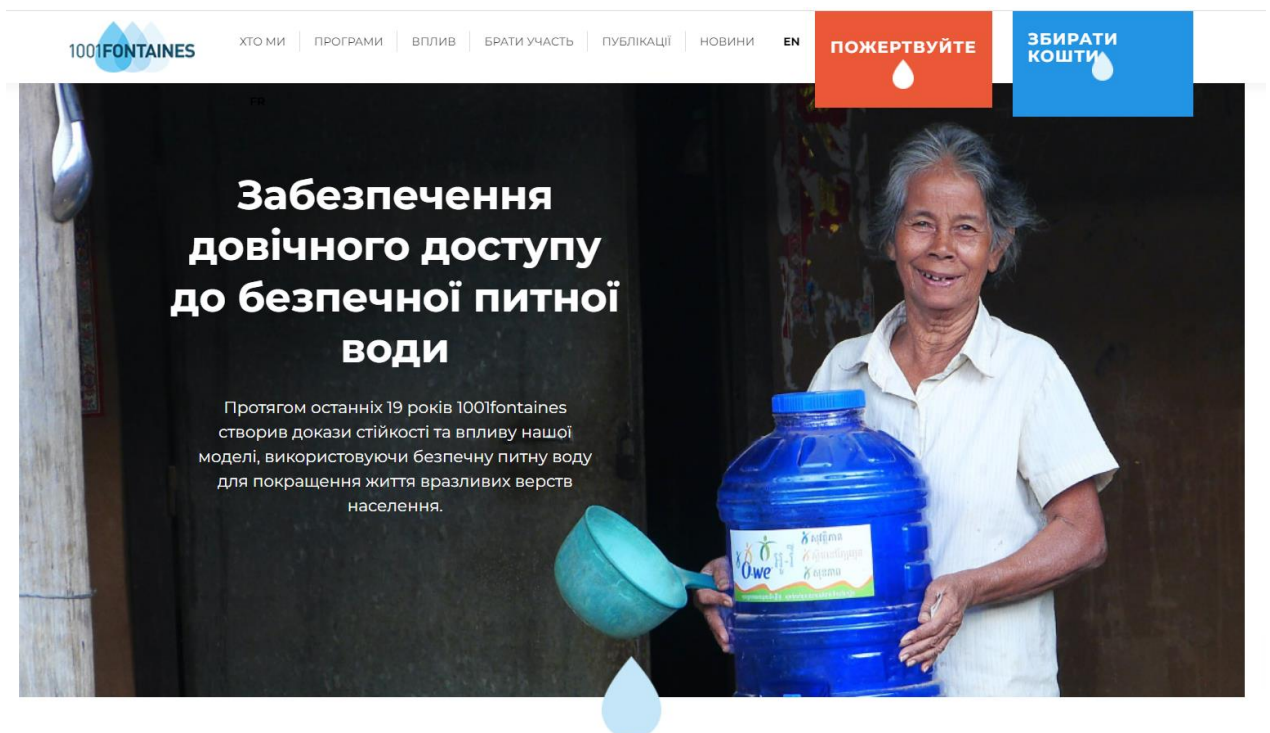 1001FONTAINES
ХТО МИ
ПРОГРАМИ
ВПЛИВ
БРАТИ УЧАСТЬ
ПУБЛІКАЦІЇ
НОВИНИ
EN
ПОЖЕРТВУЙТЕ
ЗБИРАТИ
КОШТИ
FR
Забезпечення
довічного доступу
до безпечної питної
води
Протягом останніх 19 років 1001fontaines
створив докази стійкості та впливу нашої
моделі, використовуючи безпечну питну воду
для покращення життя вразливих верств
населення.
O-we